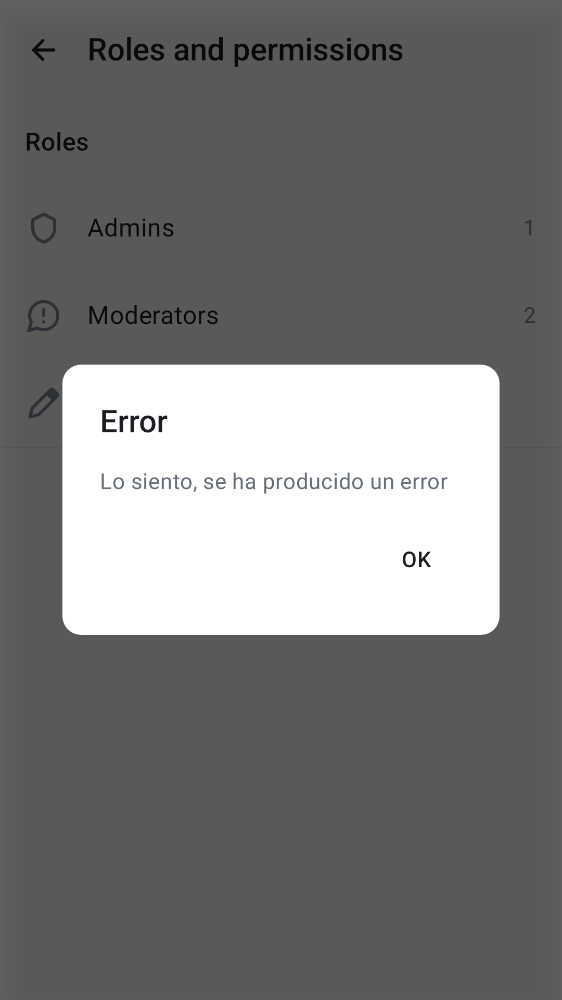 Roles and permissions
Roles
Admins 1
Moderators 2
Error
Lo siento, se ha producido un error
OK